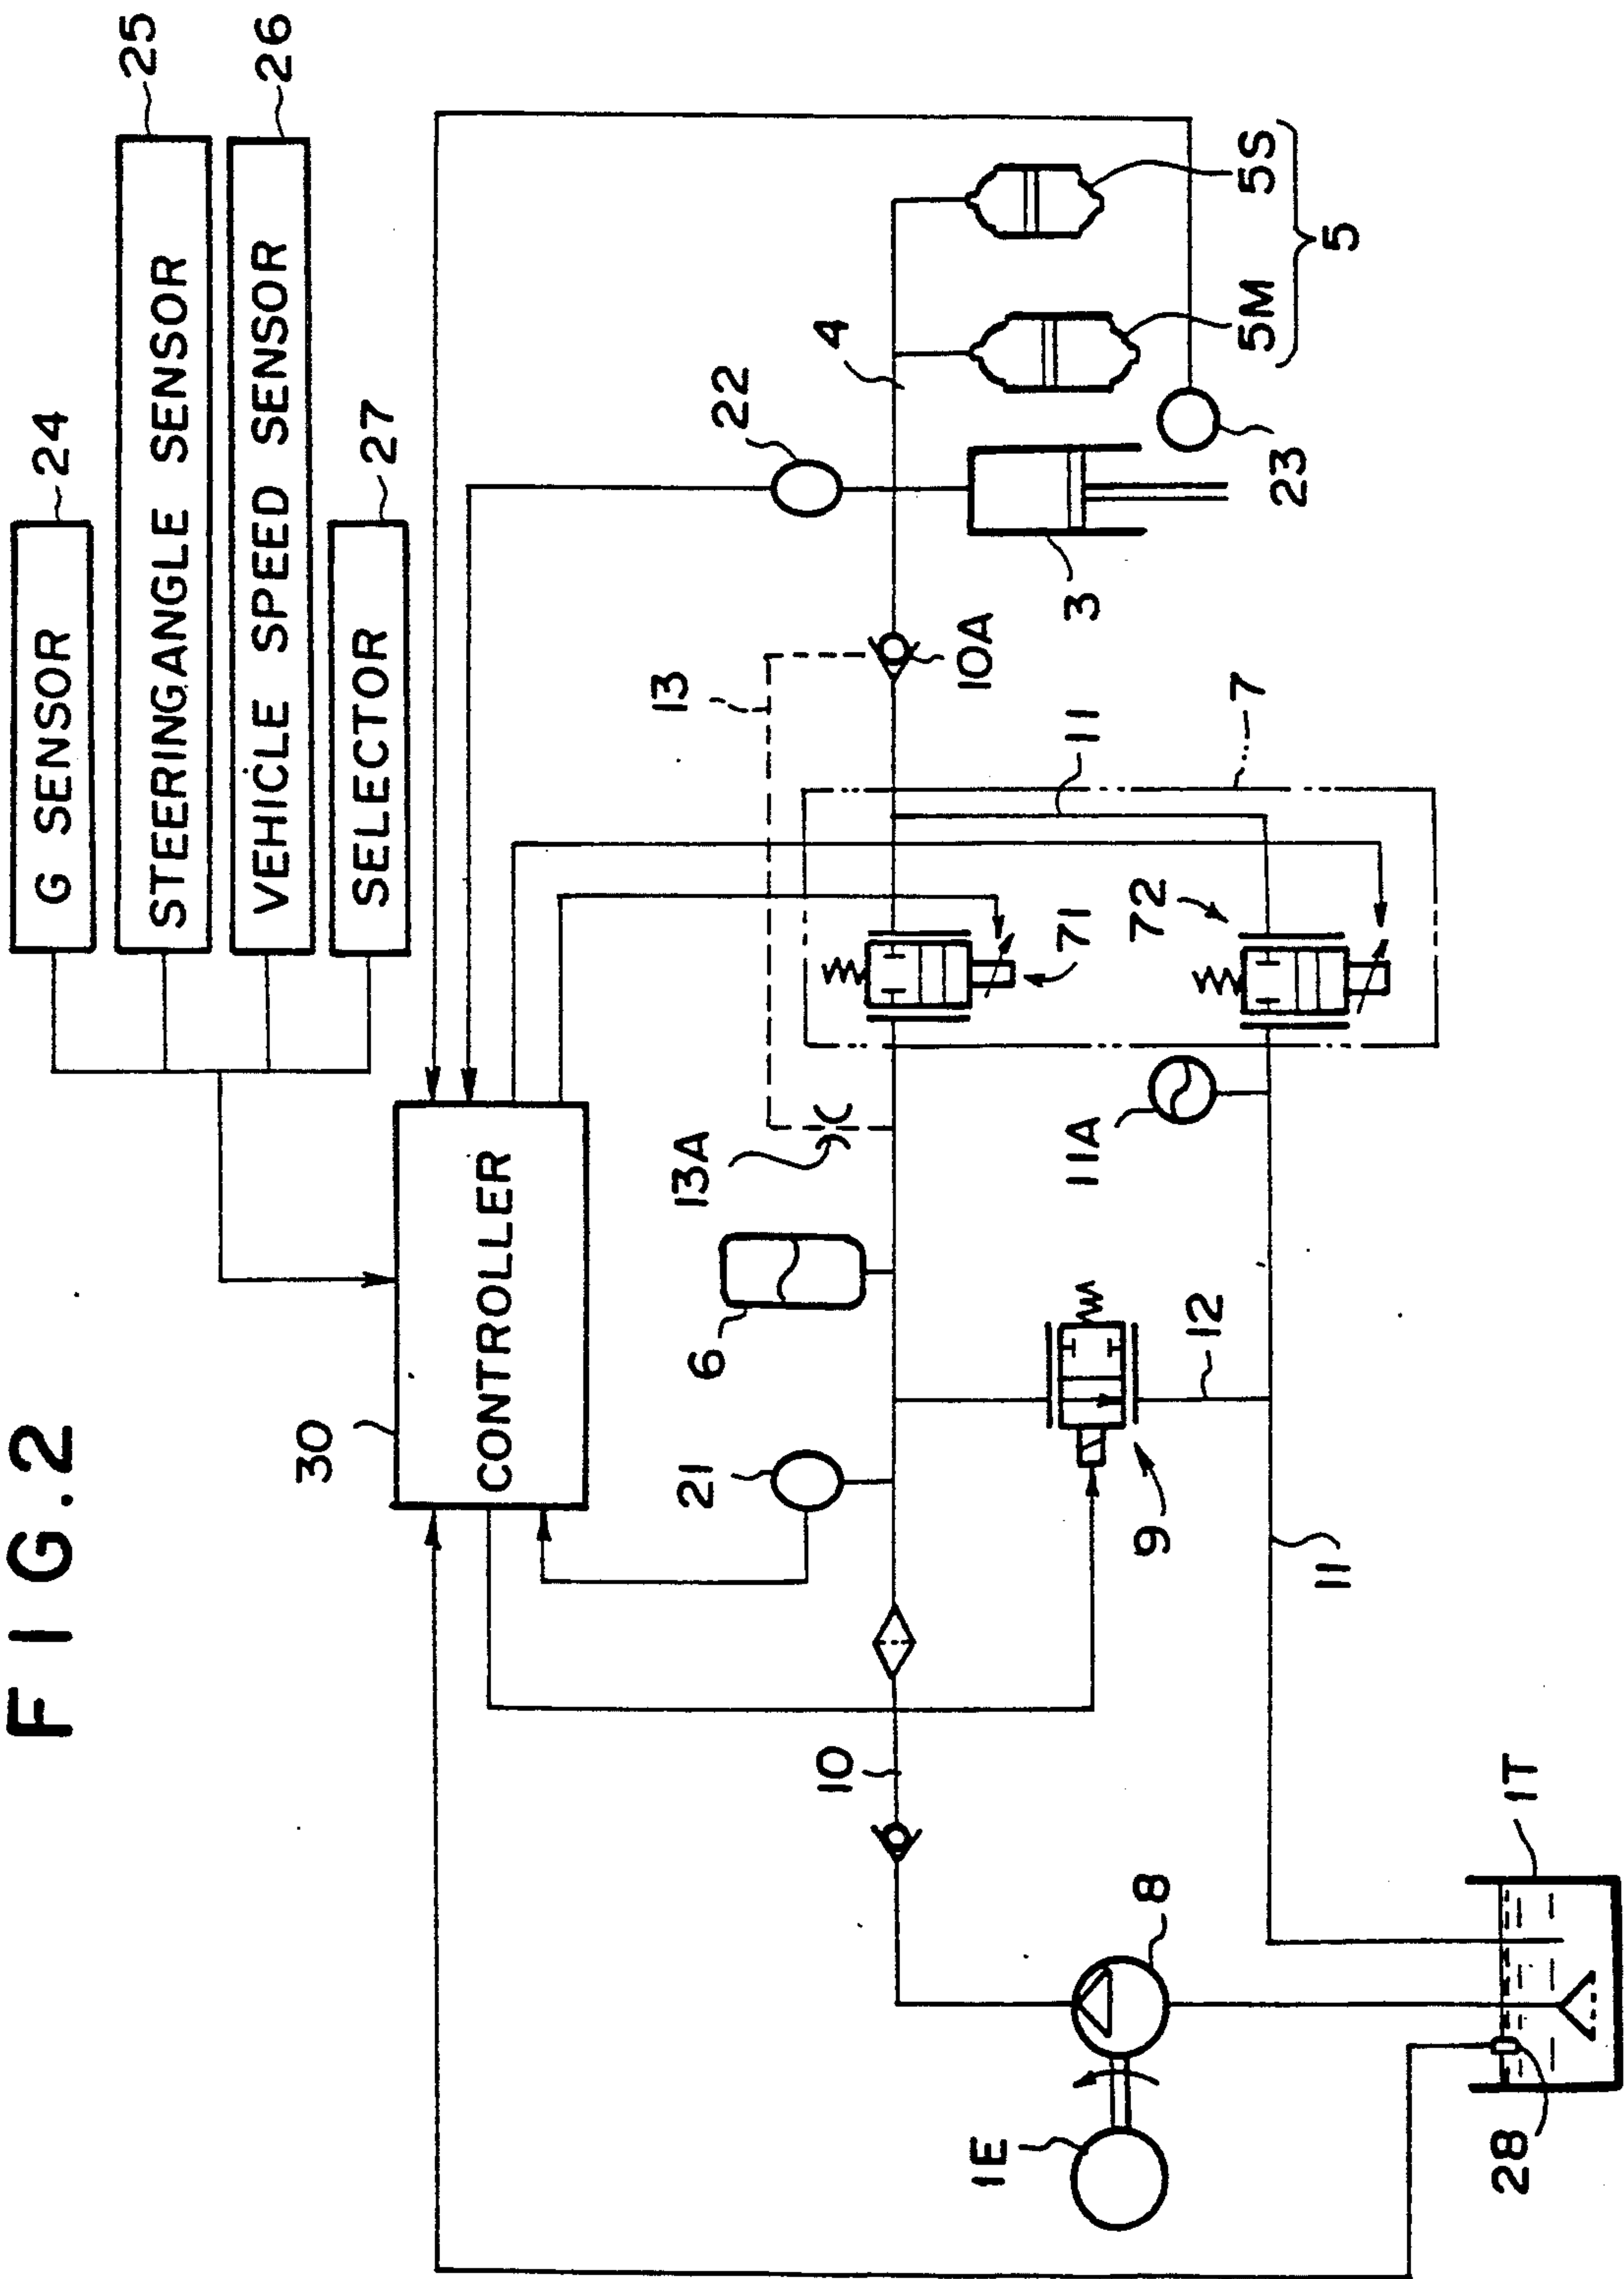 FIG.2
G SENSOR
24
STEERINGANGLE SENSOR
25
VEHICLE SPEED SENSOR
26
SELECTOR
27
30
CONTROLLER
22
4
13
13A
6
21
10
10A
3
23
5M
5S
5
7
11
71
72
11A
12
9
11
8
1E
1T
28